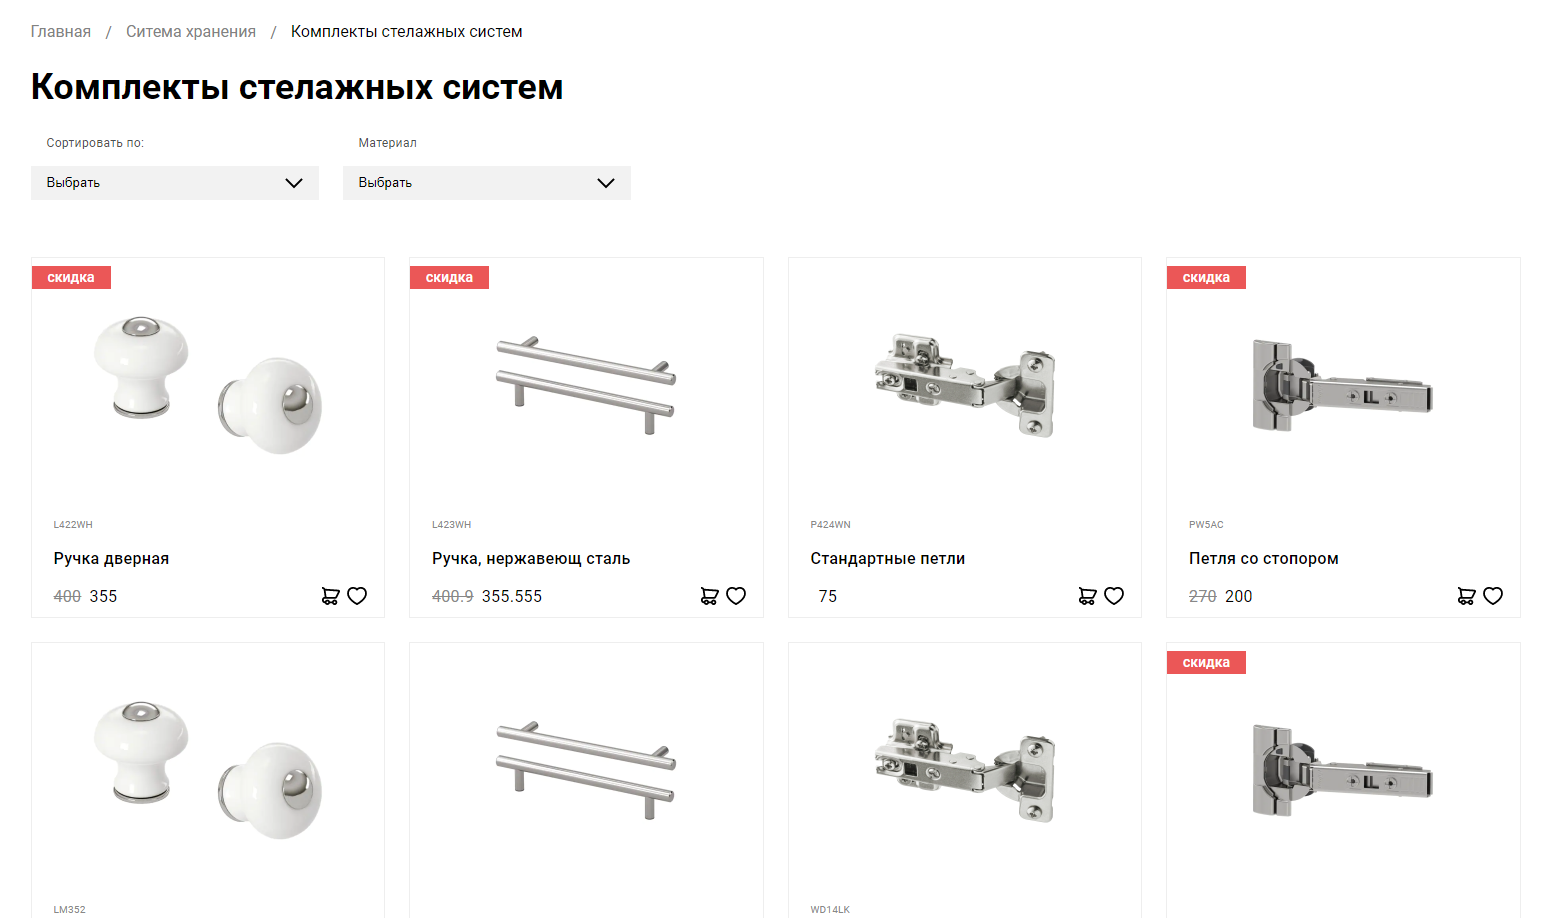 Главная / Ситема хранения / Комплекты стелажных систем
Комплекты стелажных систем
Сортировать по: Материал
Выбрать Выбрать
скидка скидка скидка
L422WH L423WH P424WN PW5AC
Ручка дверная Ручка, нержавеющ сталь Стандартные петли Петля со стопором
400 355 400.9 355.555 75 270 200
скидка
LM352 WD14LK